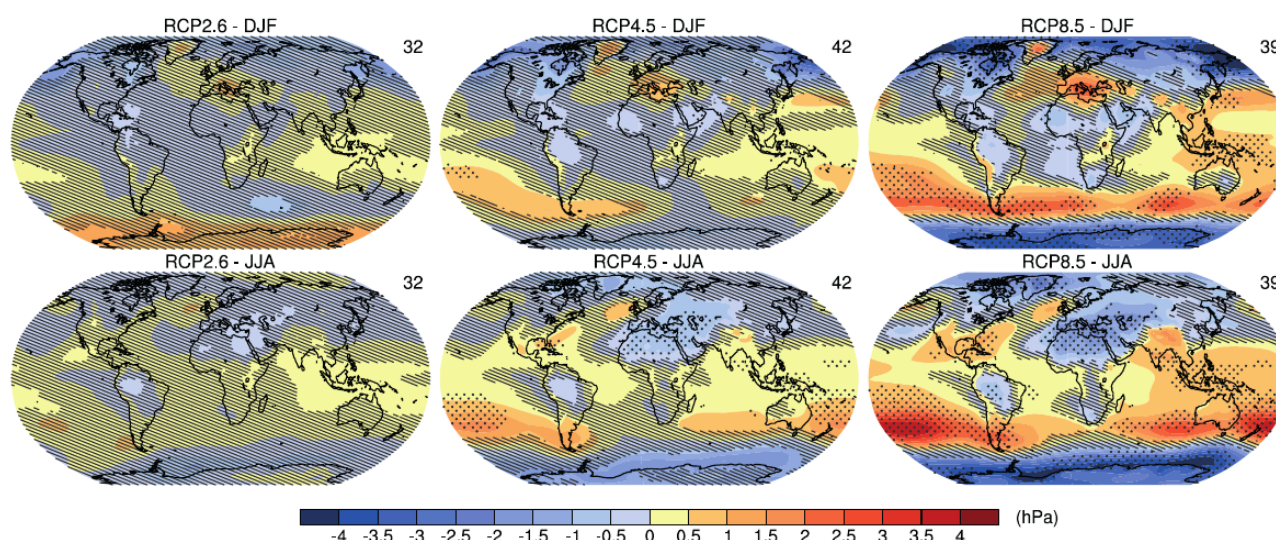 RCP2.6 - DJF
32
RCP4.5 - DJF
42
RCP8.5 - DJF
39
RCP2.6 - JJA
32
RCP4.5 - JJA
42
RCP8.5 - JJA
39
-4 -3.5 -3 -2.5 -2 -1.5 -1 -0.5 0 0.5 1 1.5 2 2.5 3 3.5 4
(hPa)